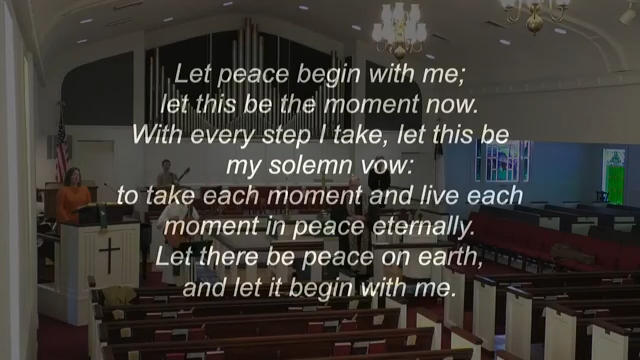 Let peace begin with me;
let this be the moment now.
With every step I take, let this be
my solemn vow:
to take each moment and live each
moment in peace eternally.
Let there be peace on earth,
and let it begin with me.